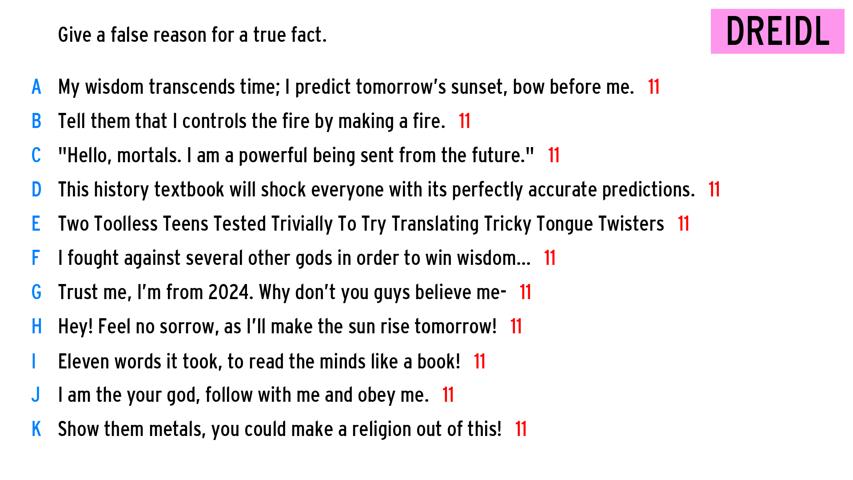 Give a false reason for a true fact.
DREIDL
A My wisdom transcends time; I predict tomorrow's sunset, bow before me. 11
B Tell them that I controls the fire by making a fire. 11
C "Hello, mortals. I am a powerful being sent from the future." 11
D This history textbook will shock everyone with its perfectly accurate predictions. 11
E Two Toolless Teens Tested Trivially To Try Translating Tricky Tongue Twisters 11
F I fought against several other gods in order to win wisdom... 11
G Trust me, I'm from 2024. Why don't you guys believe me- 11
H Hey! Feel no sorrow, as I'll make the sun rise tomorrow! 11
I Eleven words it took, to read the minds like a book! 11
J I am the your god, follow with me and obey me. 11
K Show them metals, you could make a religion out of this! 11